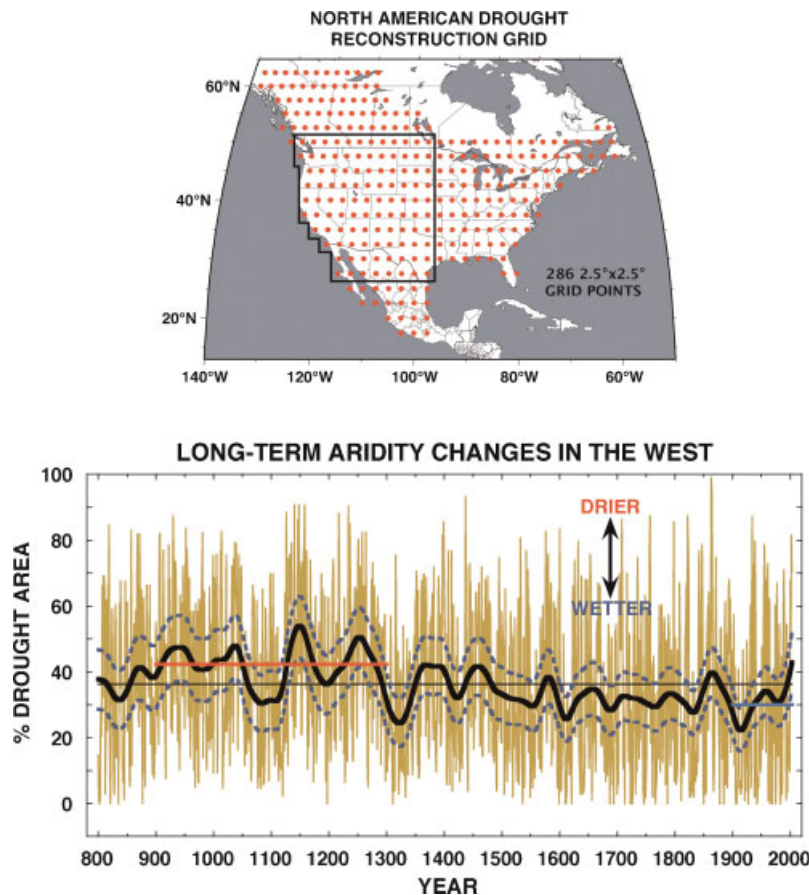 NORTH AMERICAN DROUGHT
RECONSTRUCTION GRID
60°N
40°N
20°N
286 2.5°x2.5°
GRID POINTS
140°W 120°W 100°W 80°W 60°W
LONG-TERM ARIDITY CHANGES IN THE WEST
% DROUGHT AREA
100
80
60
40
20
0
DRIER
WETTER
800 900 1000 1100 1200 1300 1400 1500 1600 1700 1800 1900 2000
YEAR